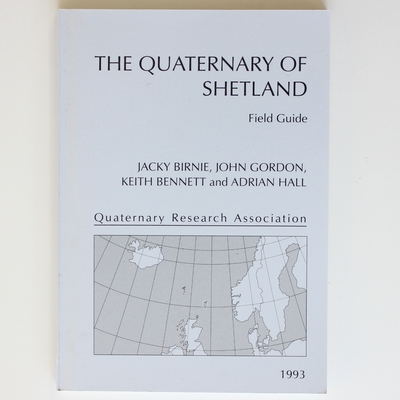 THE QUATERNARY OF
SHETLAND
Field Guide
JACKY BIRNIE, JOHN GORDON,
KEITH BENNETT and ADRIAN HALL
Quaternary Research Association
1993